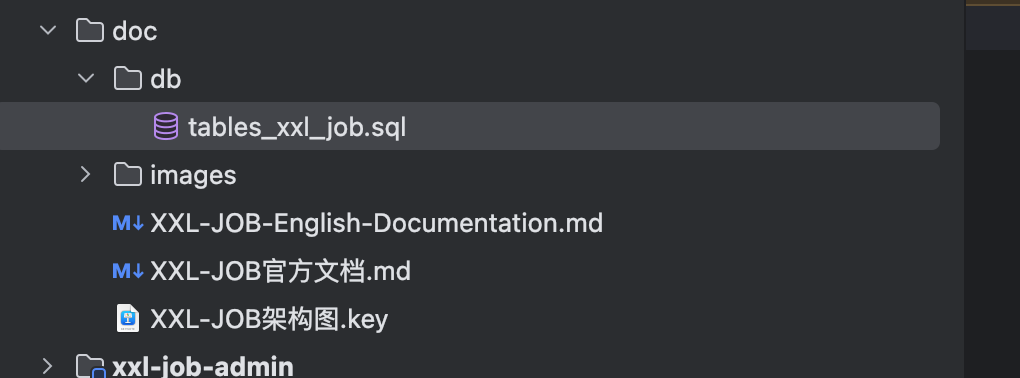 doc
db
tables_xxl_job.sql
images
M↓ XXL-JOB-English-Documentation.md
M↓ XXL-JOB官方文档.md
XXL-JOB架构图.key
xxl-job-admin